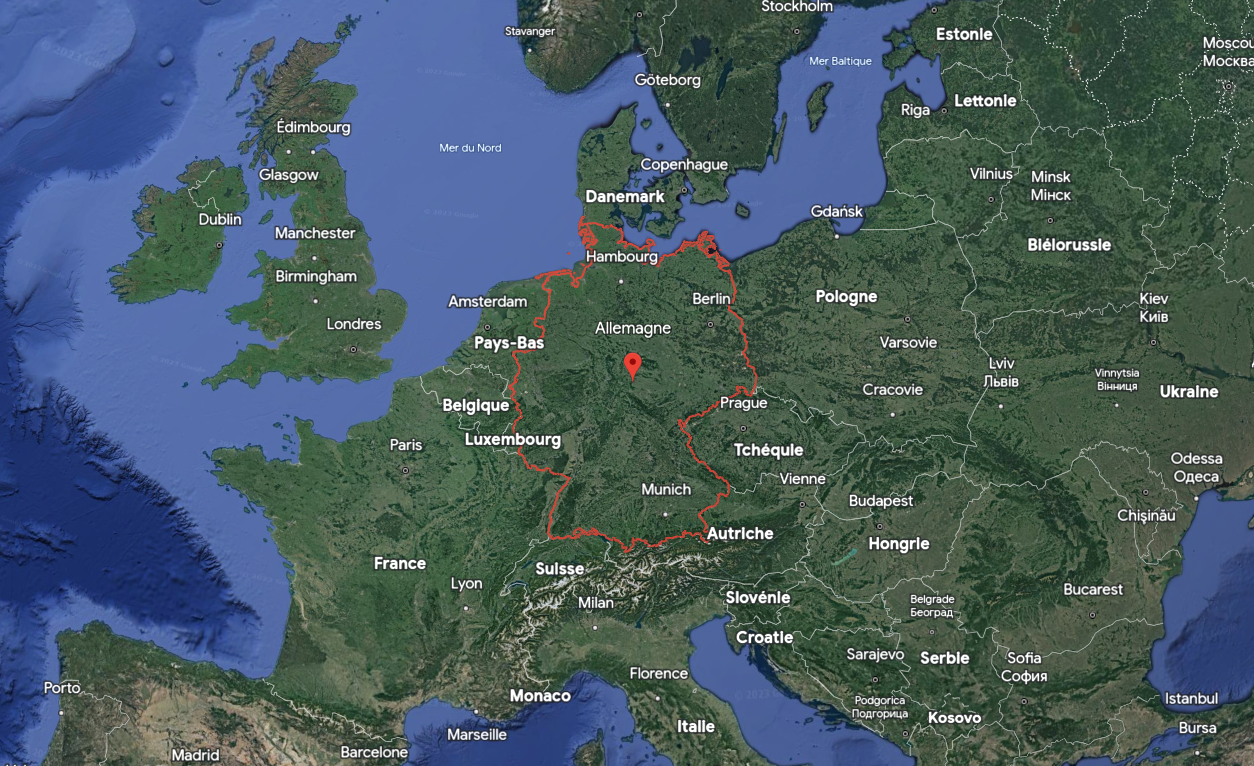 Stockholm
Stavanger
Estonie
Moscou
Москва
Mer Baltique
Göteborg
Lettonie
Riga
Édimbourg
Mer du Nord
Copenhague
Glasgow
Vilnius
Minsk
Мінск
Danemark
Dublin
Gdańsk
Manchester
Biélorussie
Hambourg
Birmingham
Amsterdam
Berlin
Pologne
Kiev
Київ
Londres
Allemagne
Pays-Bas
Varsovie
Lviv
Львів
Vinnytsia
Вінниця
Cracovie
Ukraine
Belgique
Prague
Paris
Luxembourg
Tchéquie
Odessa
Одеса
Vienne
Munich
Budapest
Chișinău
Autriche
Hongrie
France
Suisse
Lyon
Milan
Slovénie
Belgrade
Београд
Bucarest
Croatie
Sarajevo
Serbie
Sofia
София
Florence
Porto
Monaco
Podgorica
Подгорица
Istanbul
Kosovo
Italie
Marseille
Bursa
Madrid
Barcelone